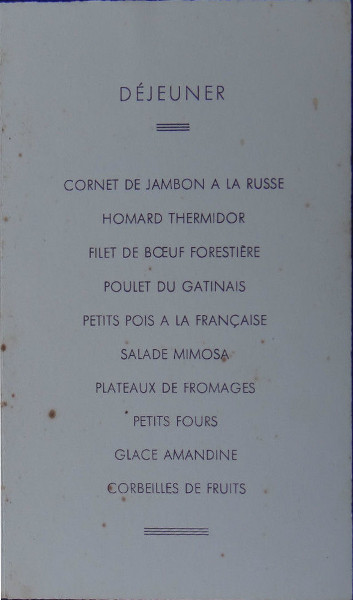 DÉJEUNER
CORNET DE JAMBON A LA RUSSE
HOMARD THERMIDOR
FILET DE BŒUF FORESTIÈRE
POULET DU GATINAIS
PETITS POIS A LA FRANÇAISE
SALADE MIMOSA
PLATEAUX DE FROMAGES
PETITS FOURS
GLACE AMANDINE
CORBEILLES DE FRUITS